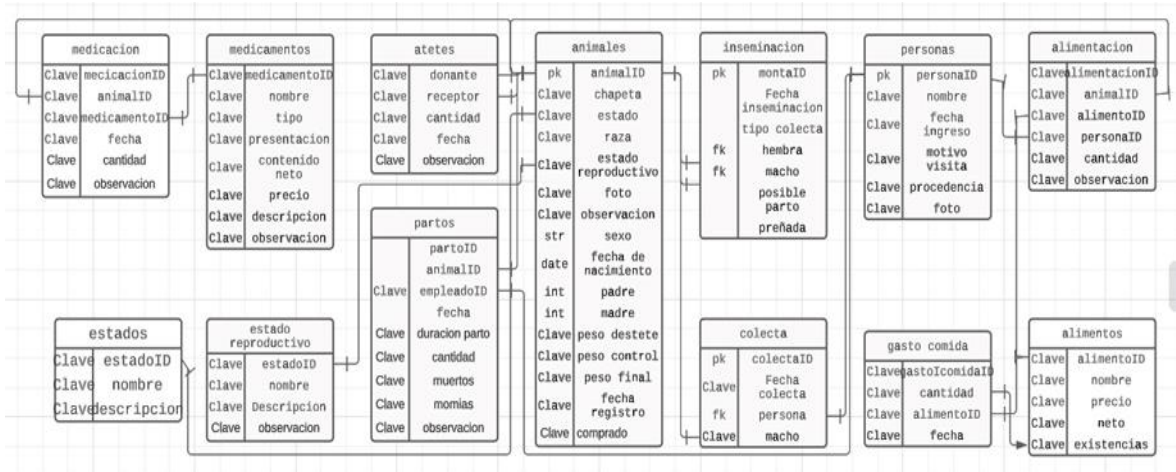 medicacion
Clave mecicacionID
Clave animalID
Clave medicamentoID
Clave fecha
Clave cantidad
Clave observacion
medicamentos
Clave medicamentoID
Clave nombre
Clave tipo
Clave presentacion
Clave contenido
neto
Clave precio
Clave descripcion
Clave observacion
atetes
Clave donante
Clave receptor
Clave cantidad
Clave fecha
Clave observacion
animales
pk animalID
Clave chapeta
Clave estado
Clave raza
Clave estado
reproductivo
Clave foto
Clave observacion
str sexo
date fecha de
nacimiento
int padre
int madre
Clave peso destete
Clave peso control
Clave peso final
Clave fecha
registro
Clave comprado
inseminacion
pk montaID
Fecha
inseminacion
tipo colecta
fk hembra
fk macho
posible
parto
preñada
personas
pk personaID
Clave nombre
Clave fecha
ingreso
Clave motivo
visita
Clave procedencia
Clave foto
alimentacion
Clave alimentacionID
Clave animalID
Clave alimentoID
Clave personaID
Clave cantidad
Clave observacion
estados
Clave estadoID
Clave nombre
Clave descripcion
estado
reproductivo
Clave estadoID
Clave nombre
Clave Descripcion
Clave observacion
partos
partoID
animalID
Clave empleadoID
fecha
Clave duracion parto
Clave cantidad
Clave muertos
Clave momias
Clave observacion
colecta
pk colectaID
Clave Fecha
colecta
fk persona
Clave macho
gasto comida
Clave gastoIcomidaID
Clave cantidad
Clave alimentoID
Clave fecha
alimentos
Clave alimentoID
Clave nombre
Clave precio
Clave neto
Clave existencias